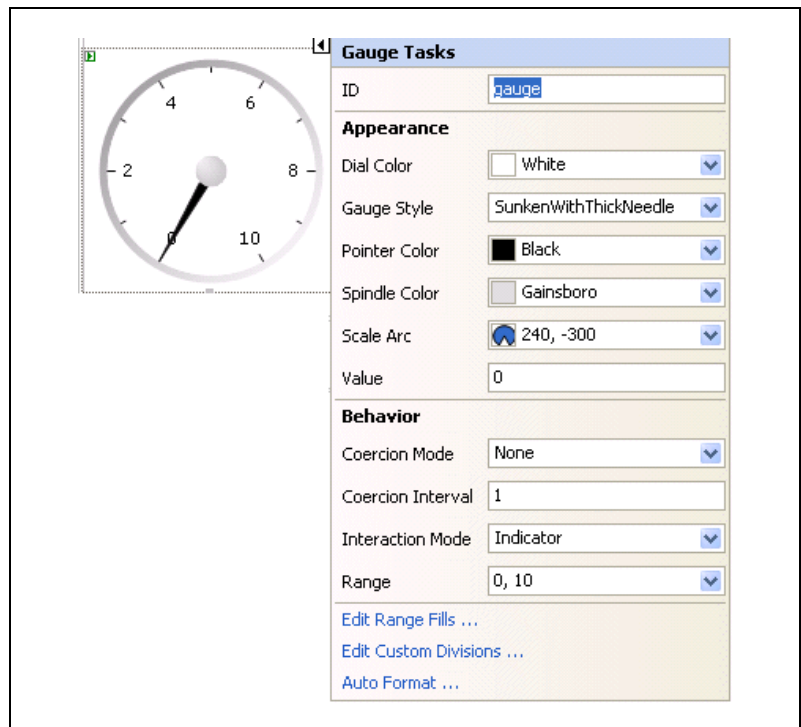 4 6
2 8
0 10
Gauge Tasks
ID gauge
Appearance
Dial Color White
Gauge Style SunkenWithThickNeedle
Pointer Color Black
Spindle Color Gainsboro
Scale Arc 240, -300
Value 0
Behavior
Coercion Mode None
Coercion Interval 1
Interaction Mode Indicator
Range 0, 10
Edit Range Fills ...
Edit Custom Divisions ...
Auto Format ...